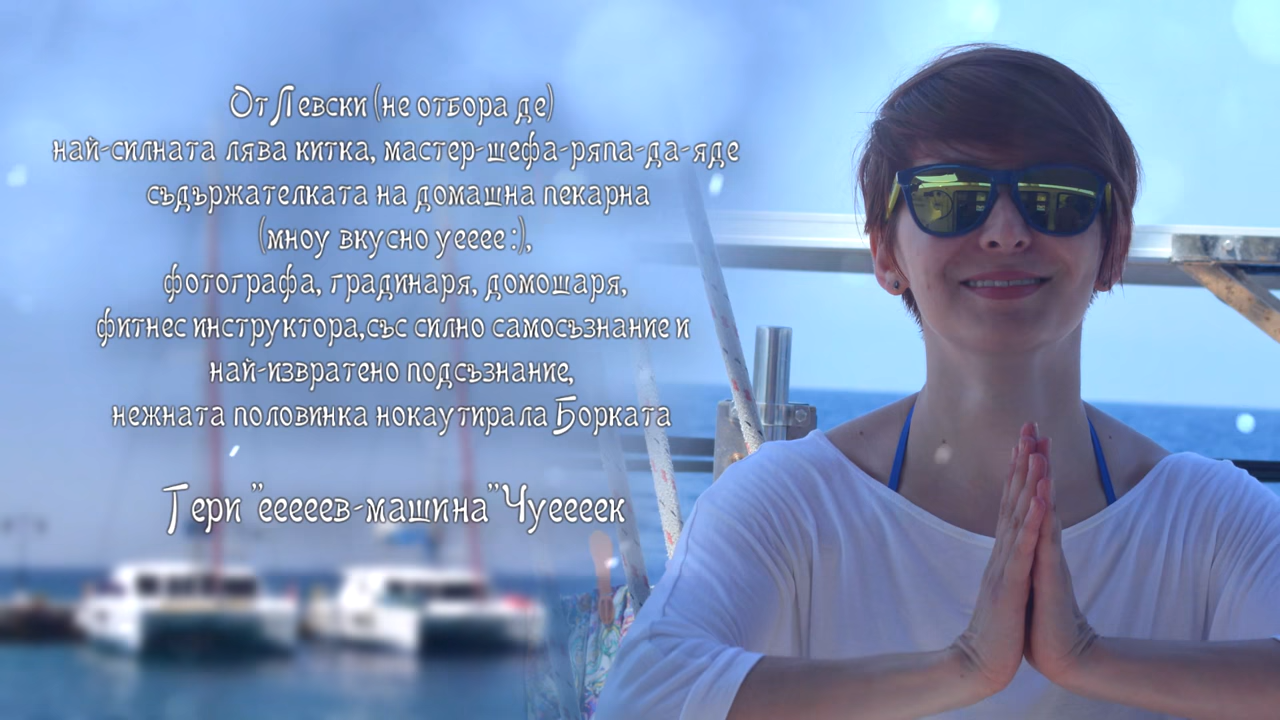 От Левски (не отбора де)
най-силната лява китка, мастер-шефа-ряпа-да-яде
съдържателката на домашна пекарна
(мноу вкусно уееее :),
фотографа, градинаря, домошаря,
фитнес инструктора,със силно самосъзнание и
най-извратено подсъзнание,
нежната половинка нокаутирала Борката
Гери "еееееев-машина"Чуеееек